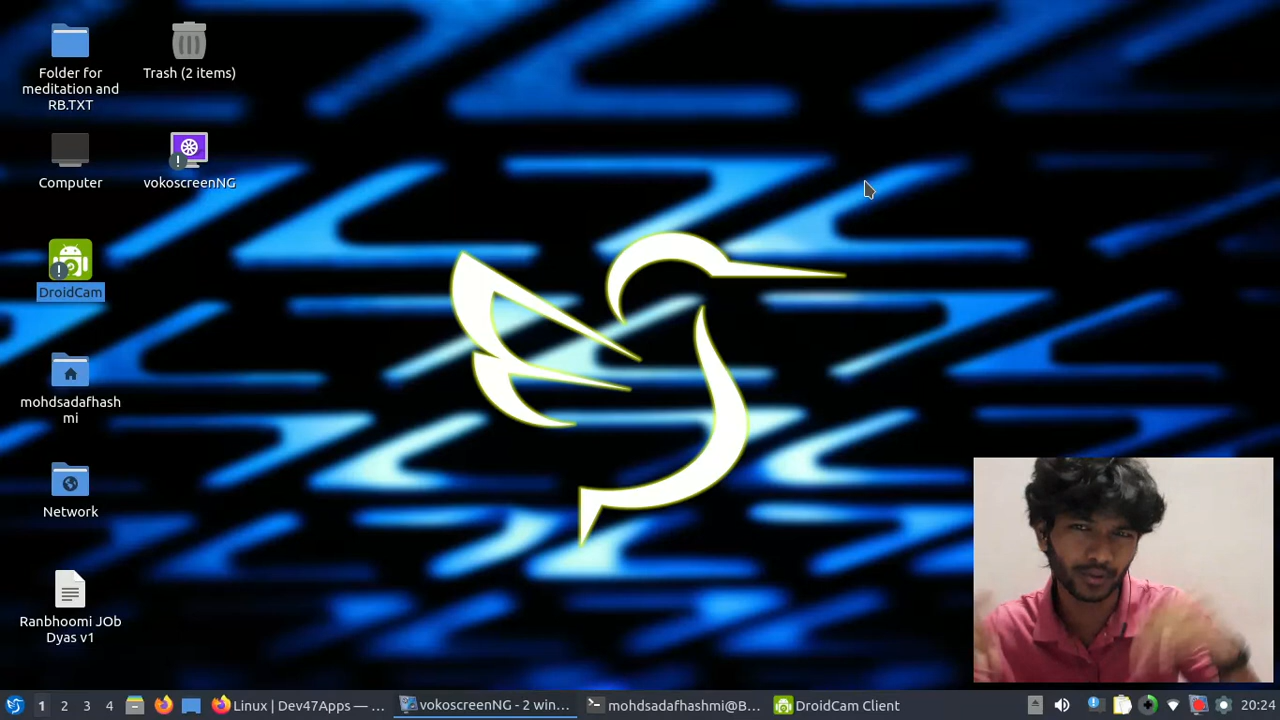 Folder for
meditation and
RB.TXT
Trash (2 items)
Computer
vokoscreenNG
DroidCam
mohdsadafhash
mi
Network
Ranbhoomi JOb
Dyas v1
1 2 3 4 Linux | Dev47Apps — ... vokoscreenNG - 2 win... mohdsadafhashmi@B... DroidCam Client 20:24